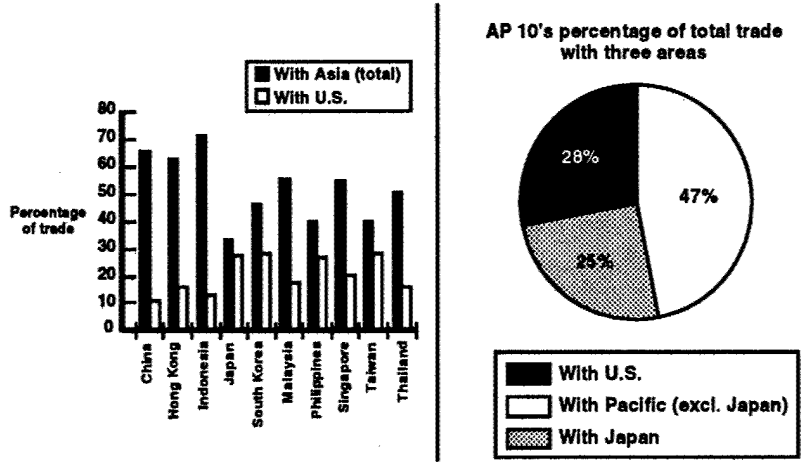 With Asia (total)
With U.S.
80
70
60
50
40
30
20
10
0
Percentage
of trade
China
Hong Kong
Indonesia
Japan
South Korea
Malaysia
Philippines
Singapore
Taiwan
Thailand
AP 10's percentage of total trade
with three areas
28%
47%
25%
With U.S.
With Pacific (excl. Japan)
With Japan